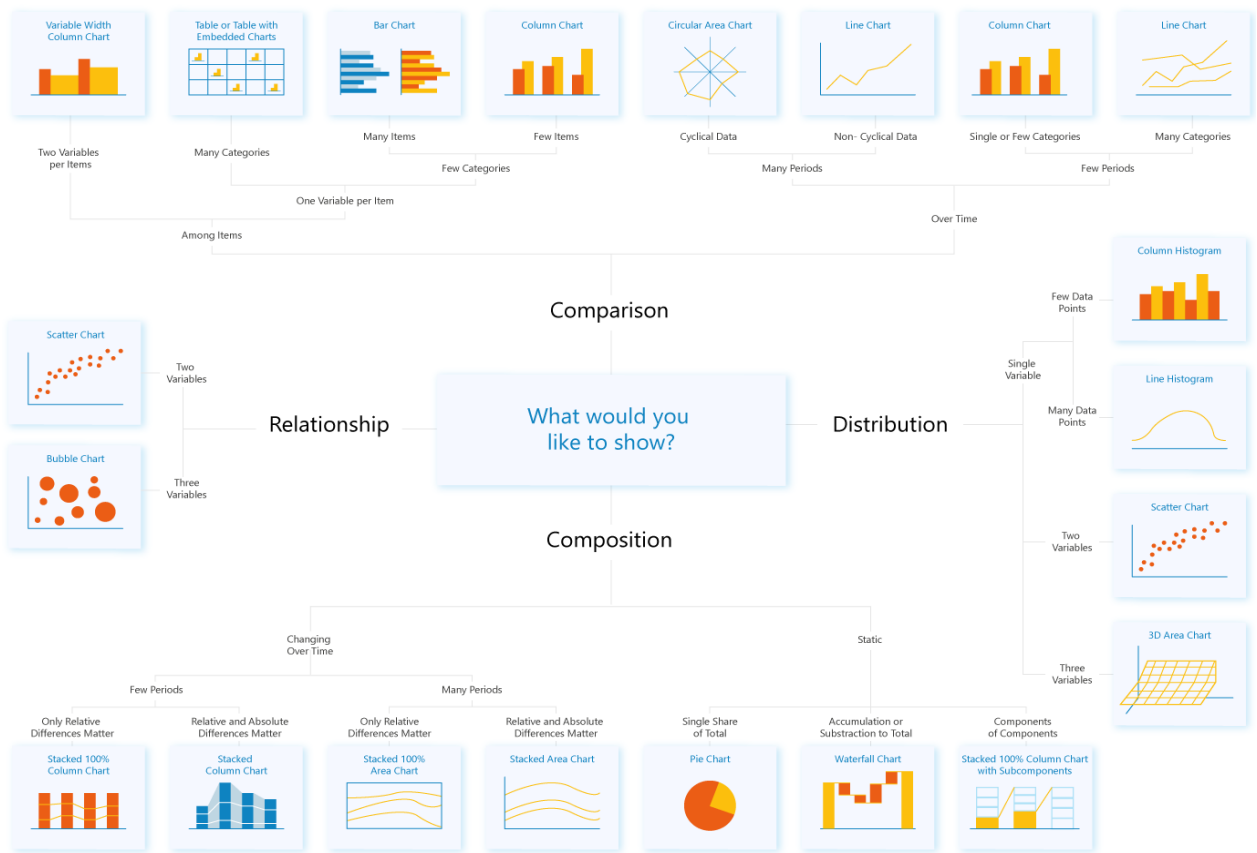 Variable Width
Column Chart
Table or Table with
Embedded Charts
Bar Chart
Column Chart
Circular Area Chart
Line Chart
Column Chart
Line Chart
Many Items
Few Items
Cyclical Data
Non- Cyclical Data
Single or Few Categories
Many Categories
Two Variables
per Items
Many Categories
Few Categories
Many Periods
Few Periods
One Variable per Item
Over Time
Among Items
Comparison
Column Histogram
Few Data
Points
Single
Variable
Line Histogram
Many Data
Points
Scatter Chart
Two
Variables
Relationship
What would you
like to show?
Distribution
Bubble Chart
Three
Variables
Scatter Chart
Two
Variables
Composition
3D Area Chart
Three
Variables
Changing
Over Time
Static
Few Periods
Many Periods
Only Relative
Differences Matter
Relative and Absolute
Differences Matter
Only Relative
Differences Matter
Relative and Absolute
Differences Matter
Single Share
of Total
Accumulation or
Substraction to Total
Components
of Components
Stacked 100%
Column Chart
Stacked
Column Chart
Stacked 100%
Area Chart
Stacked Area Chart
Pie Chart
Waterfall Chart
Stacked 100% Column Chart
with Subcomponents